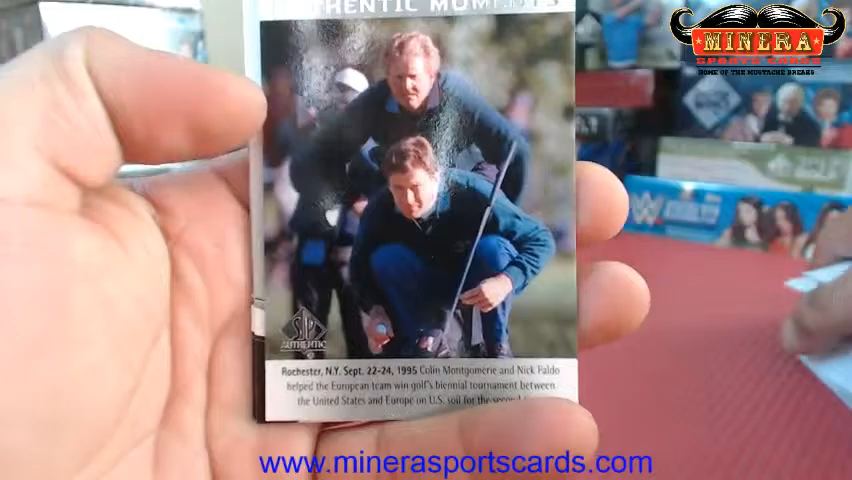 AUTHENTIC MOMENTS
MINERA
SPORTS CARDS
HOME OF THE MUSTACHE BREAKS
SP
AUTHENTIC
Rochester, N.Y. Sept. 22-24, 1995 Colin Montgomerie and Nick Faldo
helped the European team win golf's biennial tournament between
the United States and Europe on U.S. soil for the second
www.minerasportscards.com